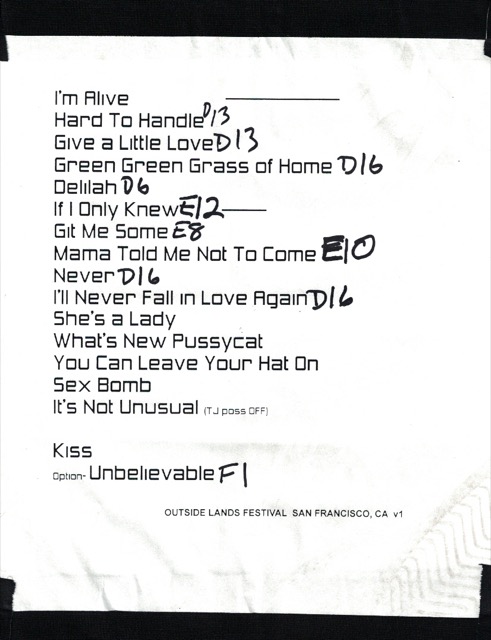 I'm Alive
Hard To Handle D13
Give a Little Love D13
Green Green Grass of Home D16
Delilah D6
If I Only Knew E12
Git Me Some E8
Mama Told Me Not To Come E10
Never D16
I'll Never Fall in Love Again D16
She's a Lady
What's New Pussycat
You Can Leave Your Hat On
Sex Bomb
It's Not Unusual (TJ poss OFF)
Kiss
Option- Unbelievable F1
OUTSIDE LANDS FESTIVAL SAN FRANCISCO, CA v1